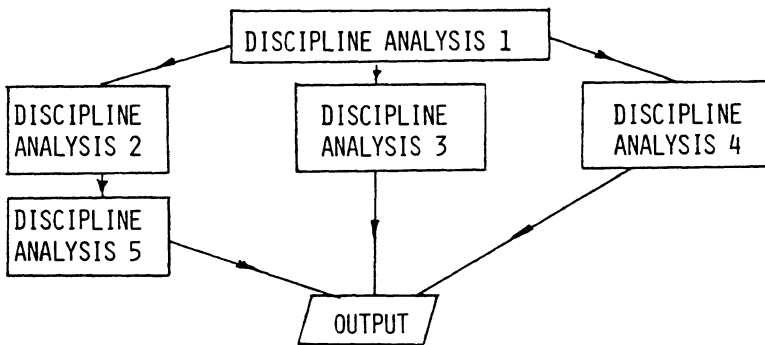 DISCIPLINE ANALYSIS 1
DISCIPLINE
ANALYSIS 2
DISCIPLINE
ANALYSIS 3
DISCIPLINE
ANALYSIS 4
DISCIPLINE
ANALYSIS 5
OUTPUT